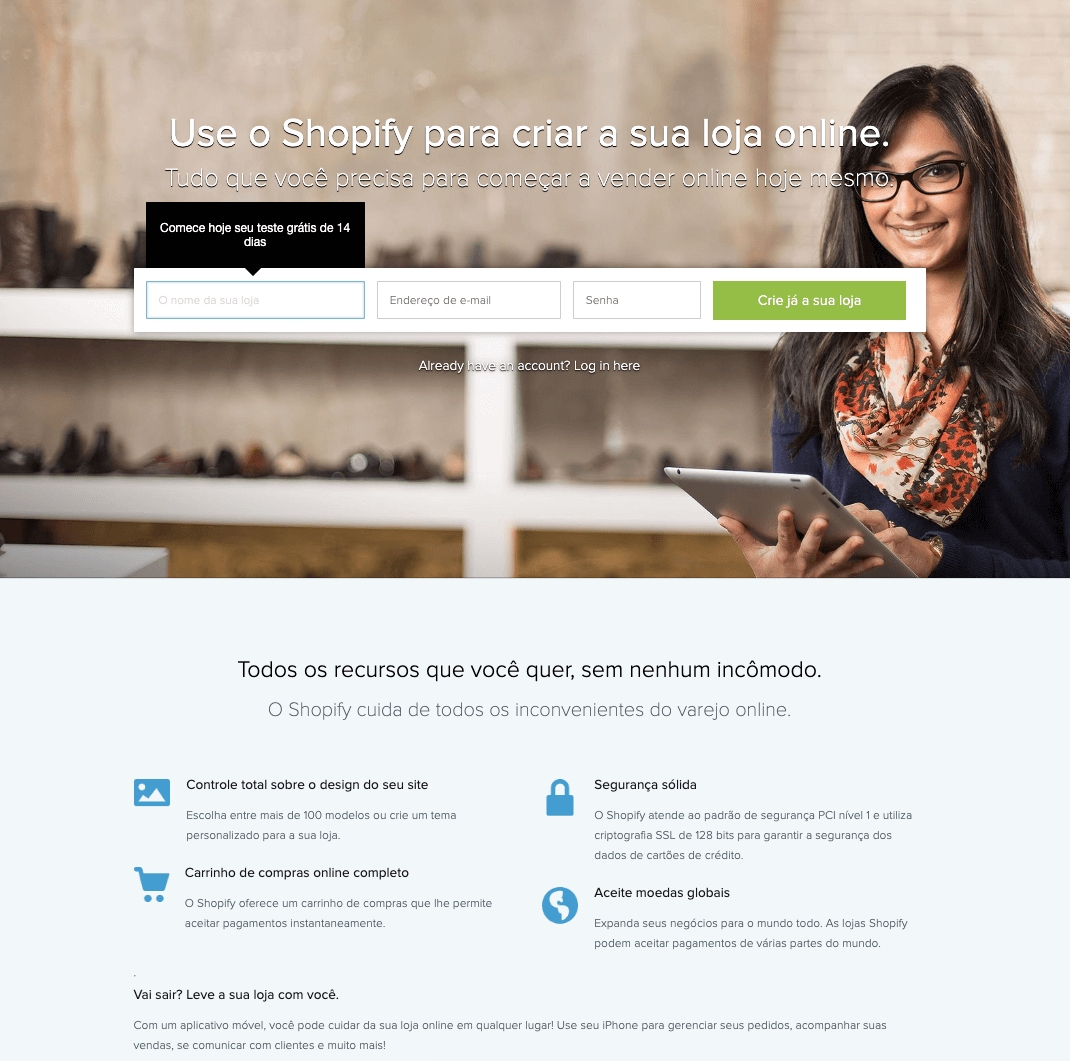 Use o Shopify para criar a sua loja online.
Tudo que você precisa para começar a vender online hoje mesmo.
Comece hoje seu teste grátis de 14
dias
O nome da sua loja
Endereço de e-mail
Senha
Crie já a sua loja
Already have an account? Log in here
Todos os recursos que você quer, sem nenhum incômodo.
O Shopify cuida de todos os inconvenientes do varejo online.
Controle total sobre o design do seu site
Escolha entre mais de 100 modelos ou crie um tema
personalizado para a sua loja.
Carrinho de compras online completo
O Shopify oferece um carrinho de compras que lhe permite
aceitar pagamentos instantaneamente.
Segurança sólida
O Shopify atende ao padrão de segurança PCI nível 1 e utiliza
criptografia SSL de 128 bits para garantir a segurança dos
dados de cartões de crédito.
Aceite moedas globais
Expanda seus negócios para o mundo todo. As lojas Shopify
podem aceitar pagamentos de várias partes do mundo.
.
Vai sair? Leve a sua loja com você.
Com um aplicativo móvel, você pode cuidar da sua loja online em qualquer lugar! Use seu iPhone para gerenciar seus pedidos, acompanhar suas
vendas, se comunicar com clientes e muito mais!